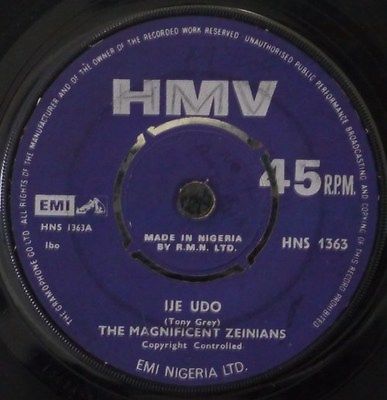 ALL RIGHTS OF THE MANUFACTURER AND OF THE OWNER OF THE RECORDED WORK RESERVED UNAUTHORISED PUBLIC PERFORMANCE BROADCASTING AND COPYING OF THIS RECORD PROHIBITED
THE GRAMOPHONE CO LTD.
HMV
45 R.P.M.
EMI
HNS 1363A
Ibo
MADE IN NIGERIA
BY R.M.N. LTD.
HNS 1363
IJE UDO
(Tony Grey)
THE MAGNIFICENT ZEINIANS
Copyright Controlled
EMI NIGERIA LTD.